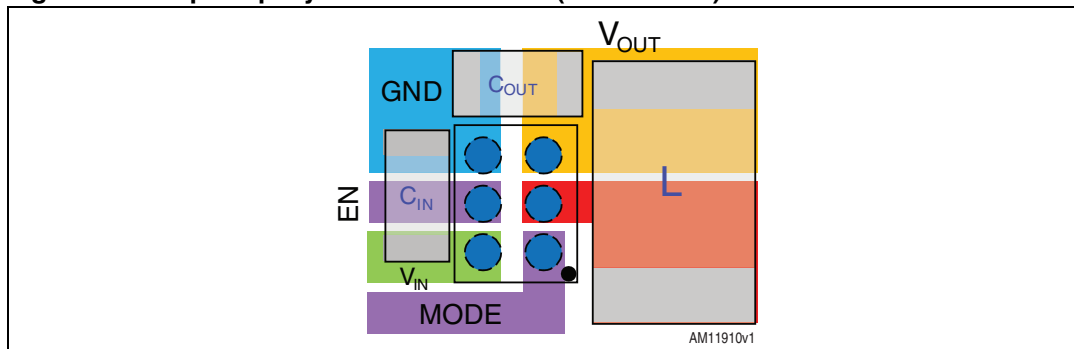 V_OUT
GND
C_OUT
EN
C_IN
L
V_IN
MODE
AM11910v1